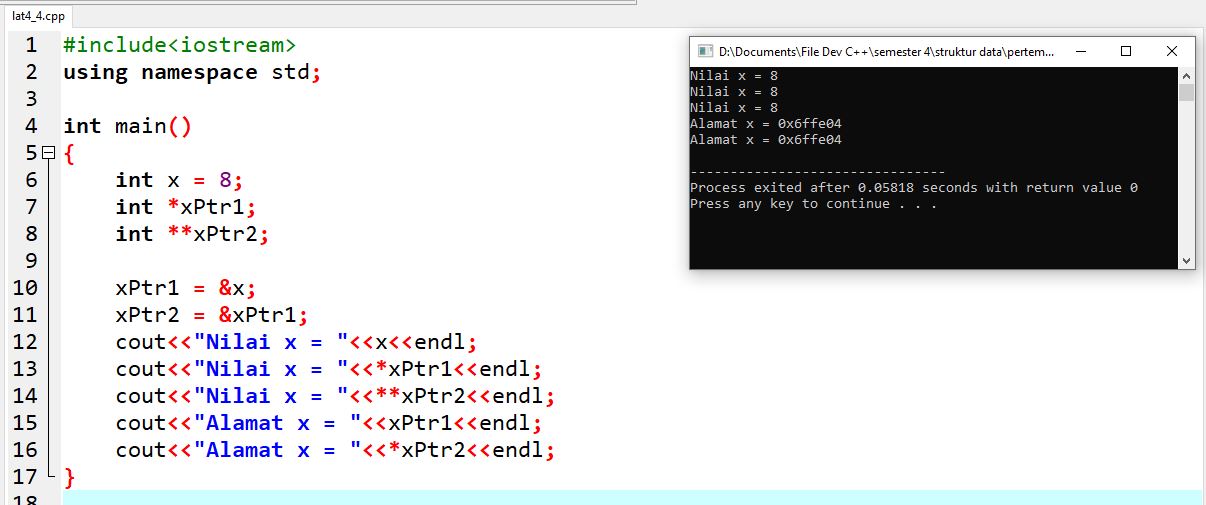 lat4_4.cpp
1 #include<iostream>
2 using namespace std;
3
4 int main()
5 {
6 int x = 8;
7 int *xPtr1;
8 int **xPtr2;
9
10 xPtr1 = &x;
11 xPtr2 = &xPtr1;
12 cout<<"Nilai x = "<<x<<endl;
13 cout<<"Nilai x = "<<*xPtr1<<endl;
14 cout<<"Nilai x = "<<**xPtr2<<endl;
15 cout<<"Alamat x = "<<xPtr1<<endl;
16 cout<<"Alamat x = "<<*xPtr2<<endl;
17 }
18
D:\Documents\File Dev C++\semester 4\struktur data\pertem...
Nilai x = 8
Nilai x = 8
Nilai x = 8
Alamat x = 0x6ffe04
Alamat x = 0x6ffe04
--------------------------------
Process exited after 0.05818 seconds with return value 0
Press any key to continue . . .